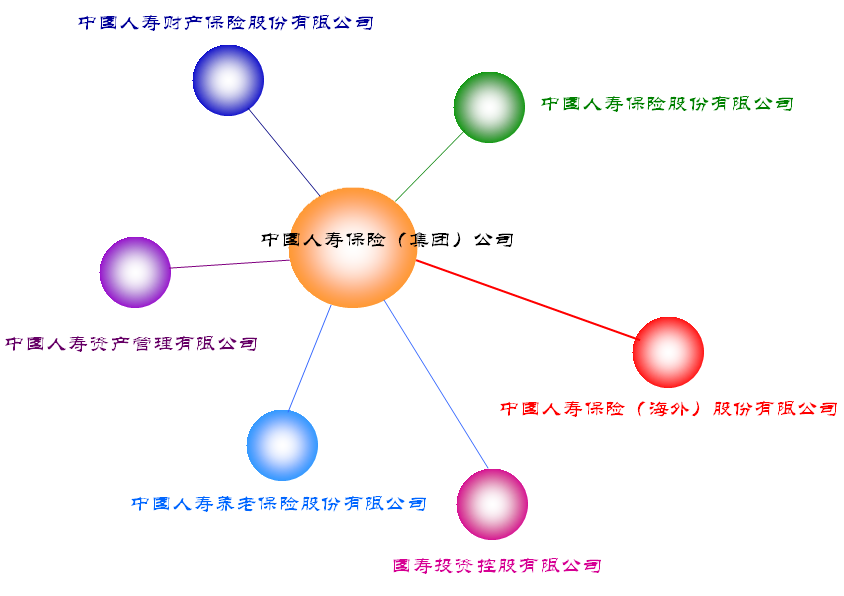 中国人寿财产保险股份有限公司
中国人寿保险股份有限公司
中国人寿保险（集团）公司
中国人寿资产管理有限公司
中国人寿保险（海外）股份有限公司
中国人寿养老保险股份有限公司
国寿投资控股有限公司